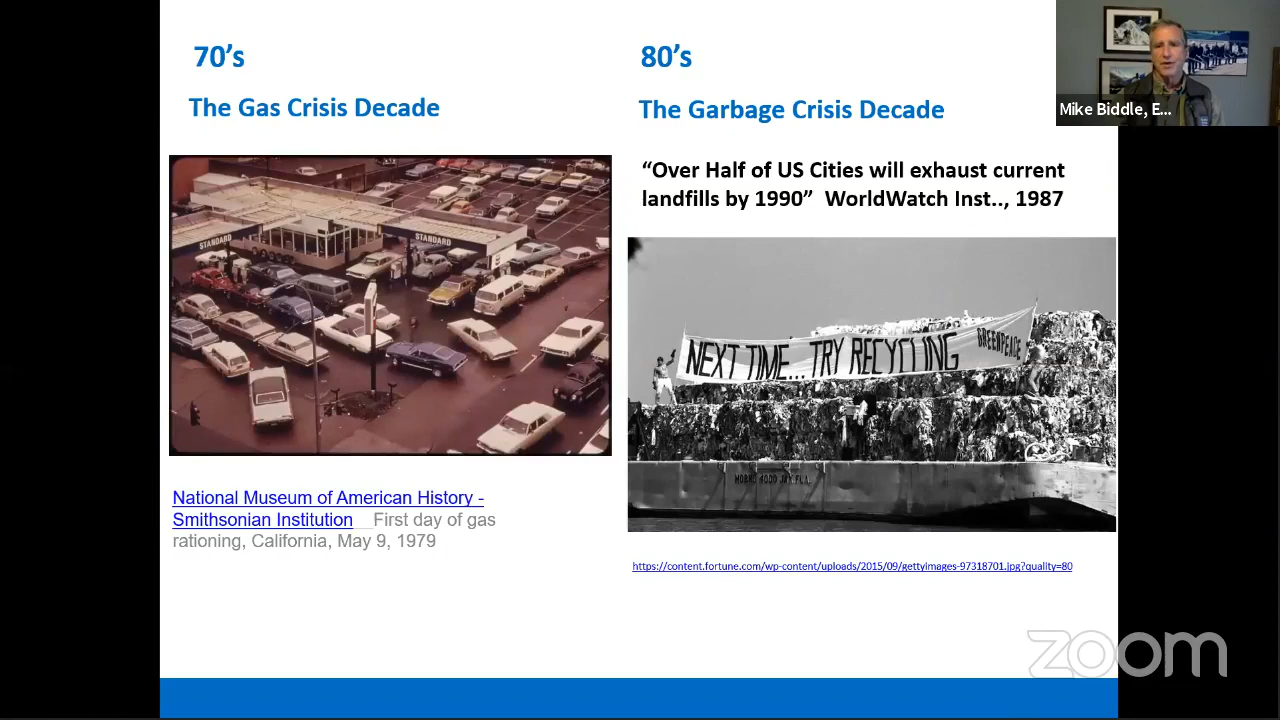 70's
The Gas Crisis Decade
STANDARD
STANDARD
National Museum of American History -
Smithsonian Institution First day of gas
rationing, California, May 9, 1979
80's
The Garbage Crisis Decade
“Over Half of US Cities will exhaust current
landfills by 1990” WorldWatch Inst.., 1987
NEXT TIME... TRY RECYCLING
GREENPEACE
https://content.fortune.com/wp-content/uploads/2015/09/gettyimages-97318701.jpg?quality=80
Mike Biddle, E...
zoom